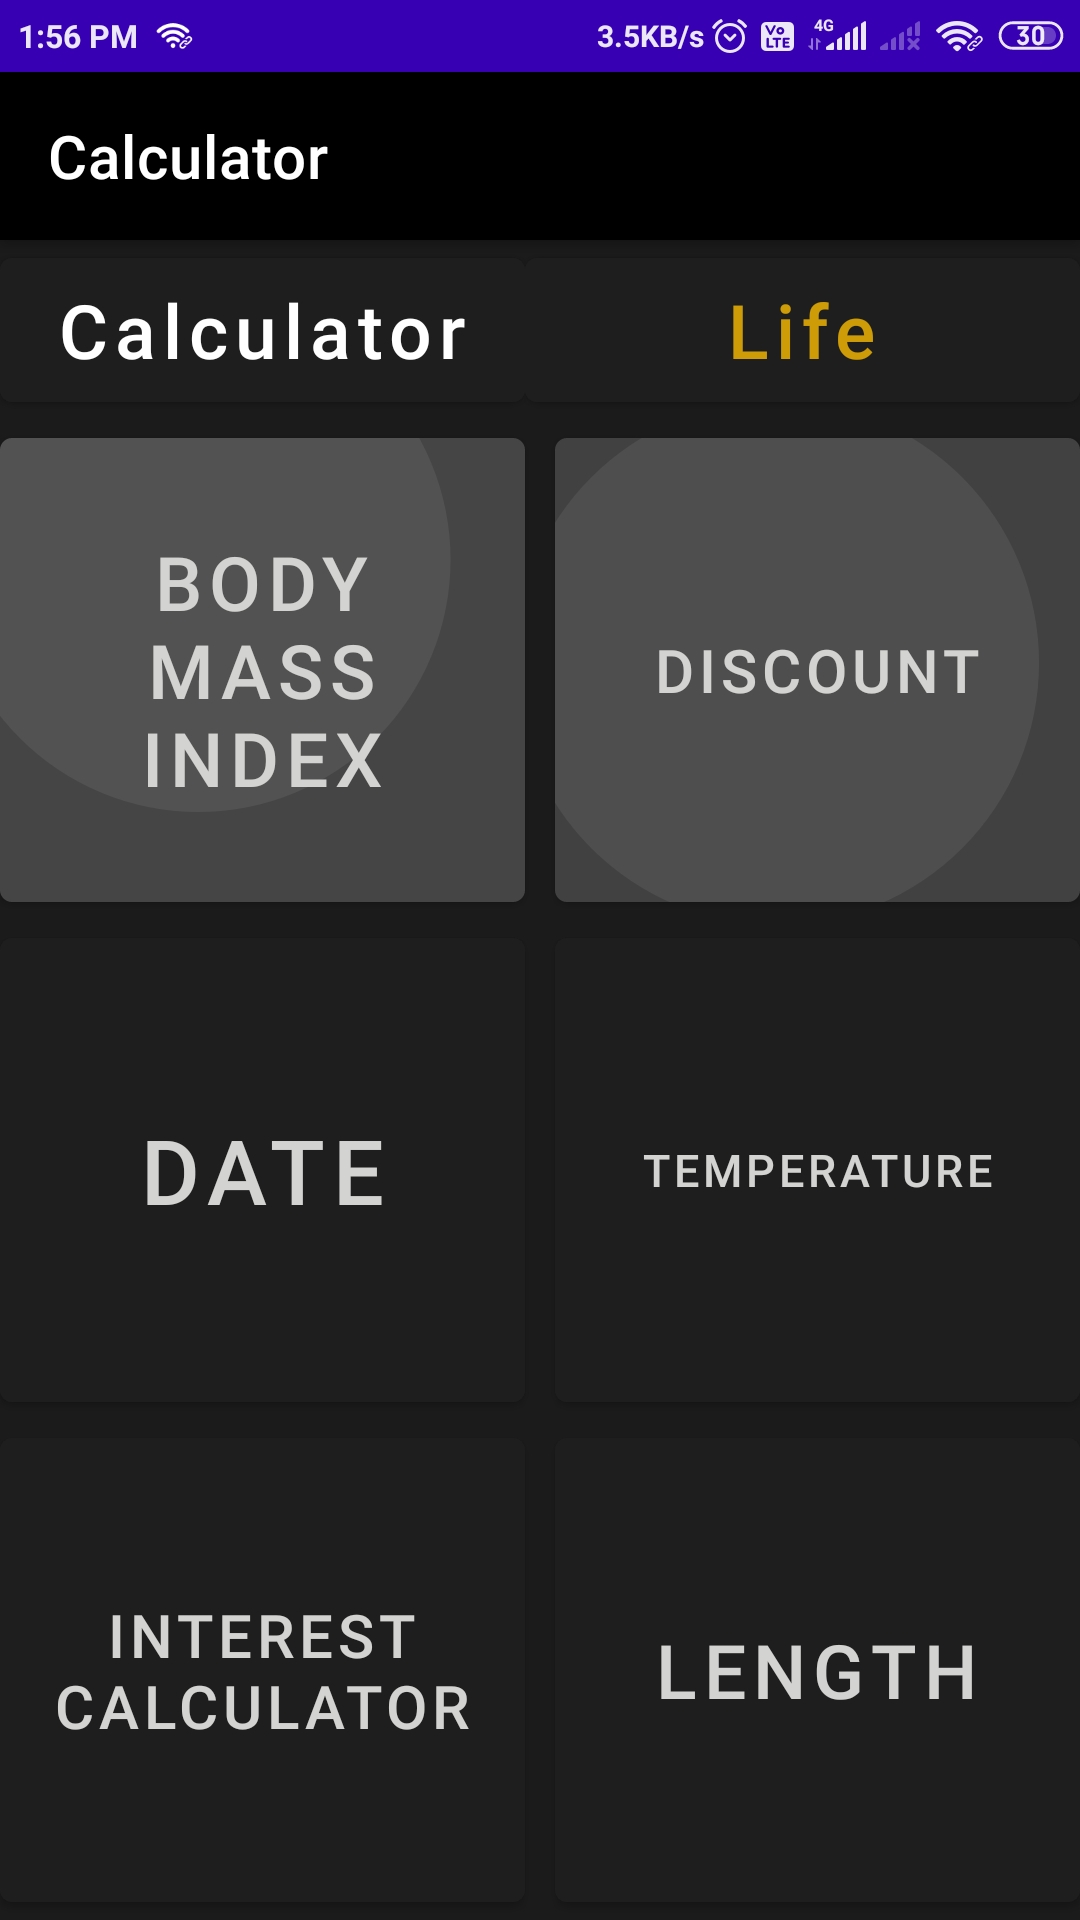 1:56 PM 3.5KB/s Vo LTE 4G 30
Calculator
Calculator Life
BODY
MASS
INDEX
DISCOUNT
DATE
TEMPERATURE
INTEREST
CALCULATOR
LENGTH